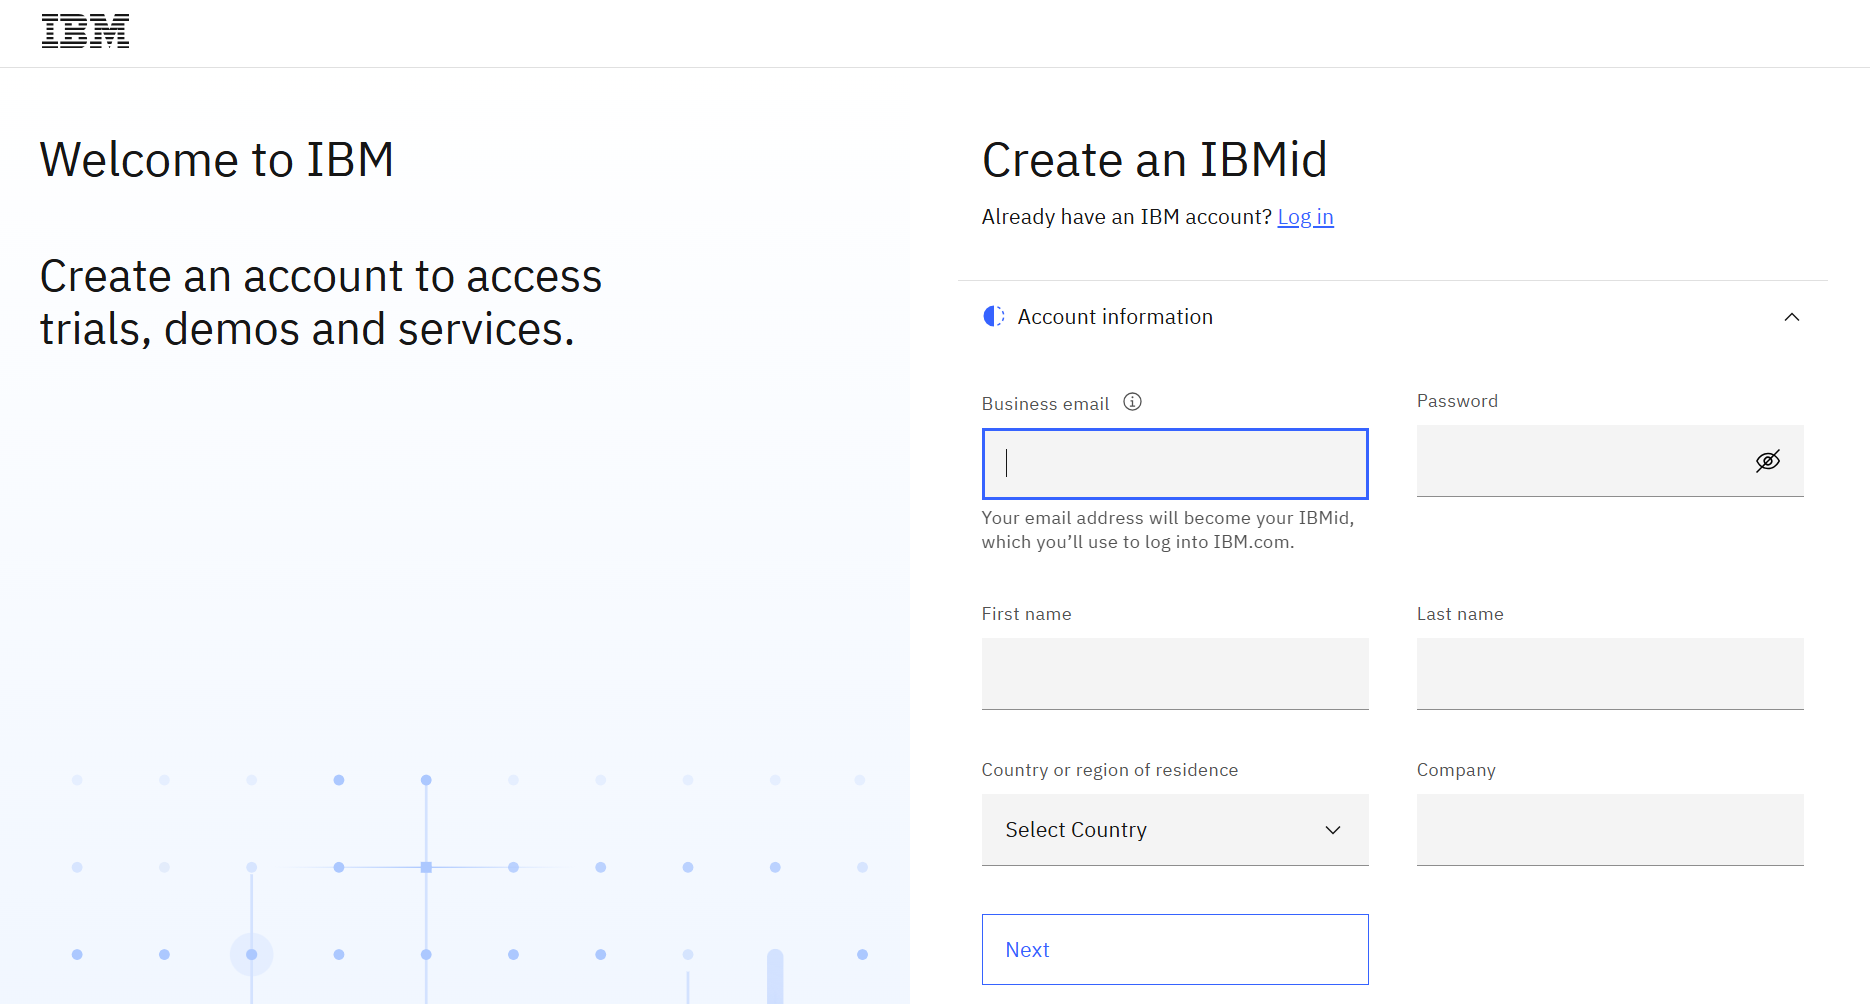 IBM
Welcome to IBM
Create an account to access
trials, demos and services.
Create an IBMid
Already have an IBM account? Log in
Account information
Business email
Password
Your email address will become your IBMid,
which you’ll use to log into IBM.com.
First name
Last name
Country or region of residence
Company
Select Country
Next